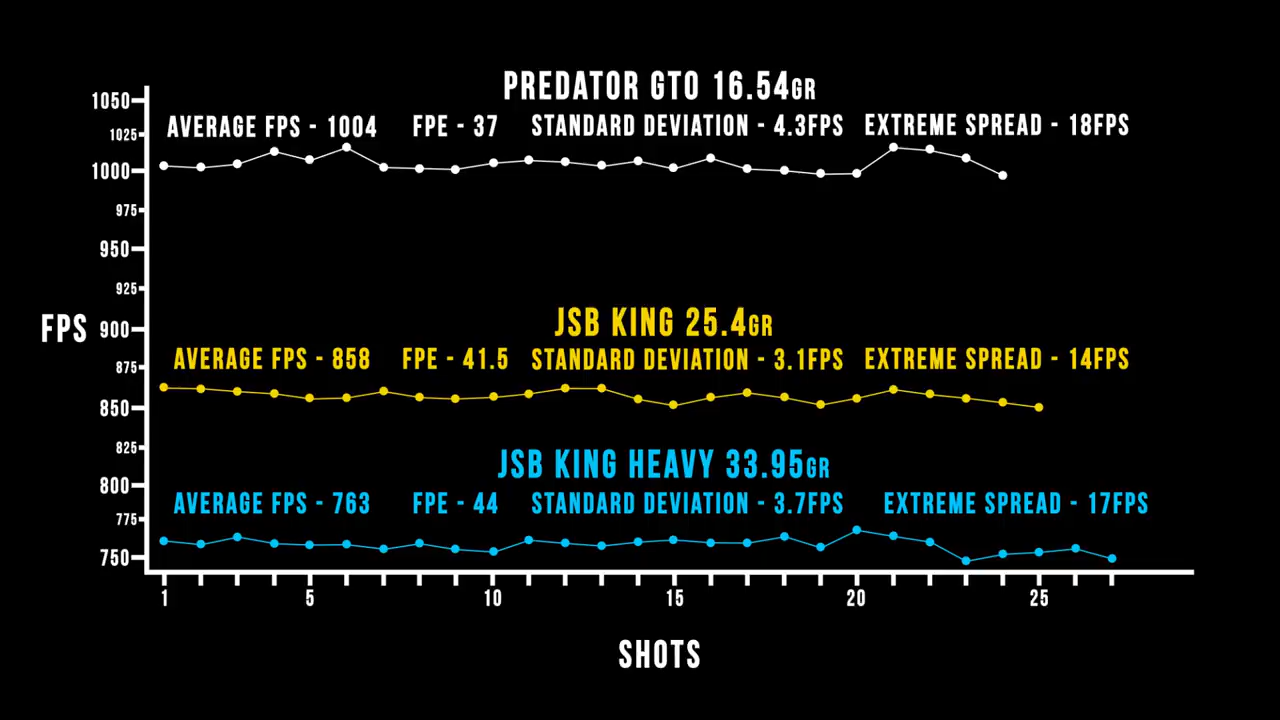 PREDATOR GTO 16.54GR
AVERAGE FPS - 1004 FPE - 37 STANDARD DEVIATION - 4.3FPS EXTREME SPREAD - 18FPS
JSB KING 25.4GR
AVERAGE FPS - 858 FPE - 41.5 STANDARD DEVIATION - 3.1FPS EXTREME SPREAD - 14FPS
JSB KING HEAVY 33.95GR
AVERAGE FPS - 763 FPE - 44 STANDARD DEVIATION - 3.7FPS EXTREME SPREAD - 17FPS
FPS
1050
1025
1000
975
950
925
900
875
850
825
800
775
750
1 5 10 15 20 25
SHOTS